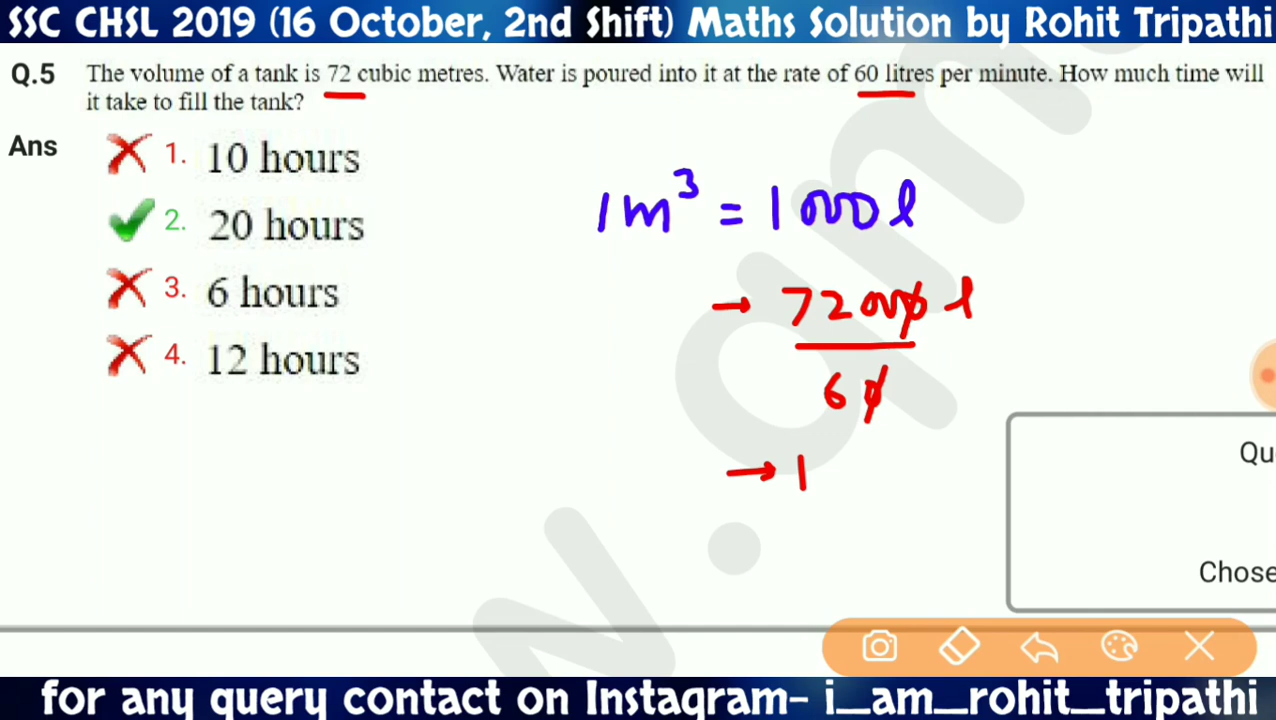 SSC CHSL 2019 (16 October, 2nd Shift) Maths Solution by Rohit Tripathi
Q.5 The volume of a tank is 72 cubic metres. Water is poured into it at the rate of 60 litres per minute. How much time will
it take to fill the tank?
Ans 1. 10 hours
2. 20 hours
3. 6 hours
4. 12 hours
1m³ = 1000l
→ 72000 l
60
→ 1
Qu
Chose
for any query contact on Instagram- i_am_rohit_tripathi